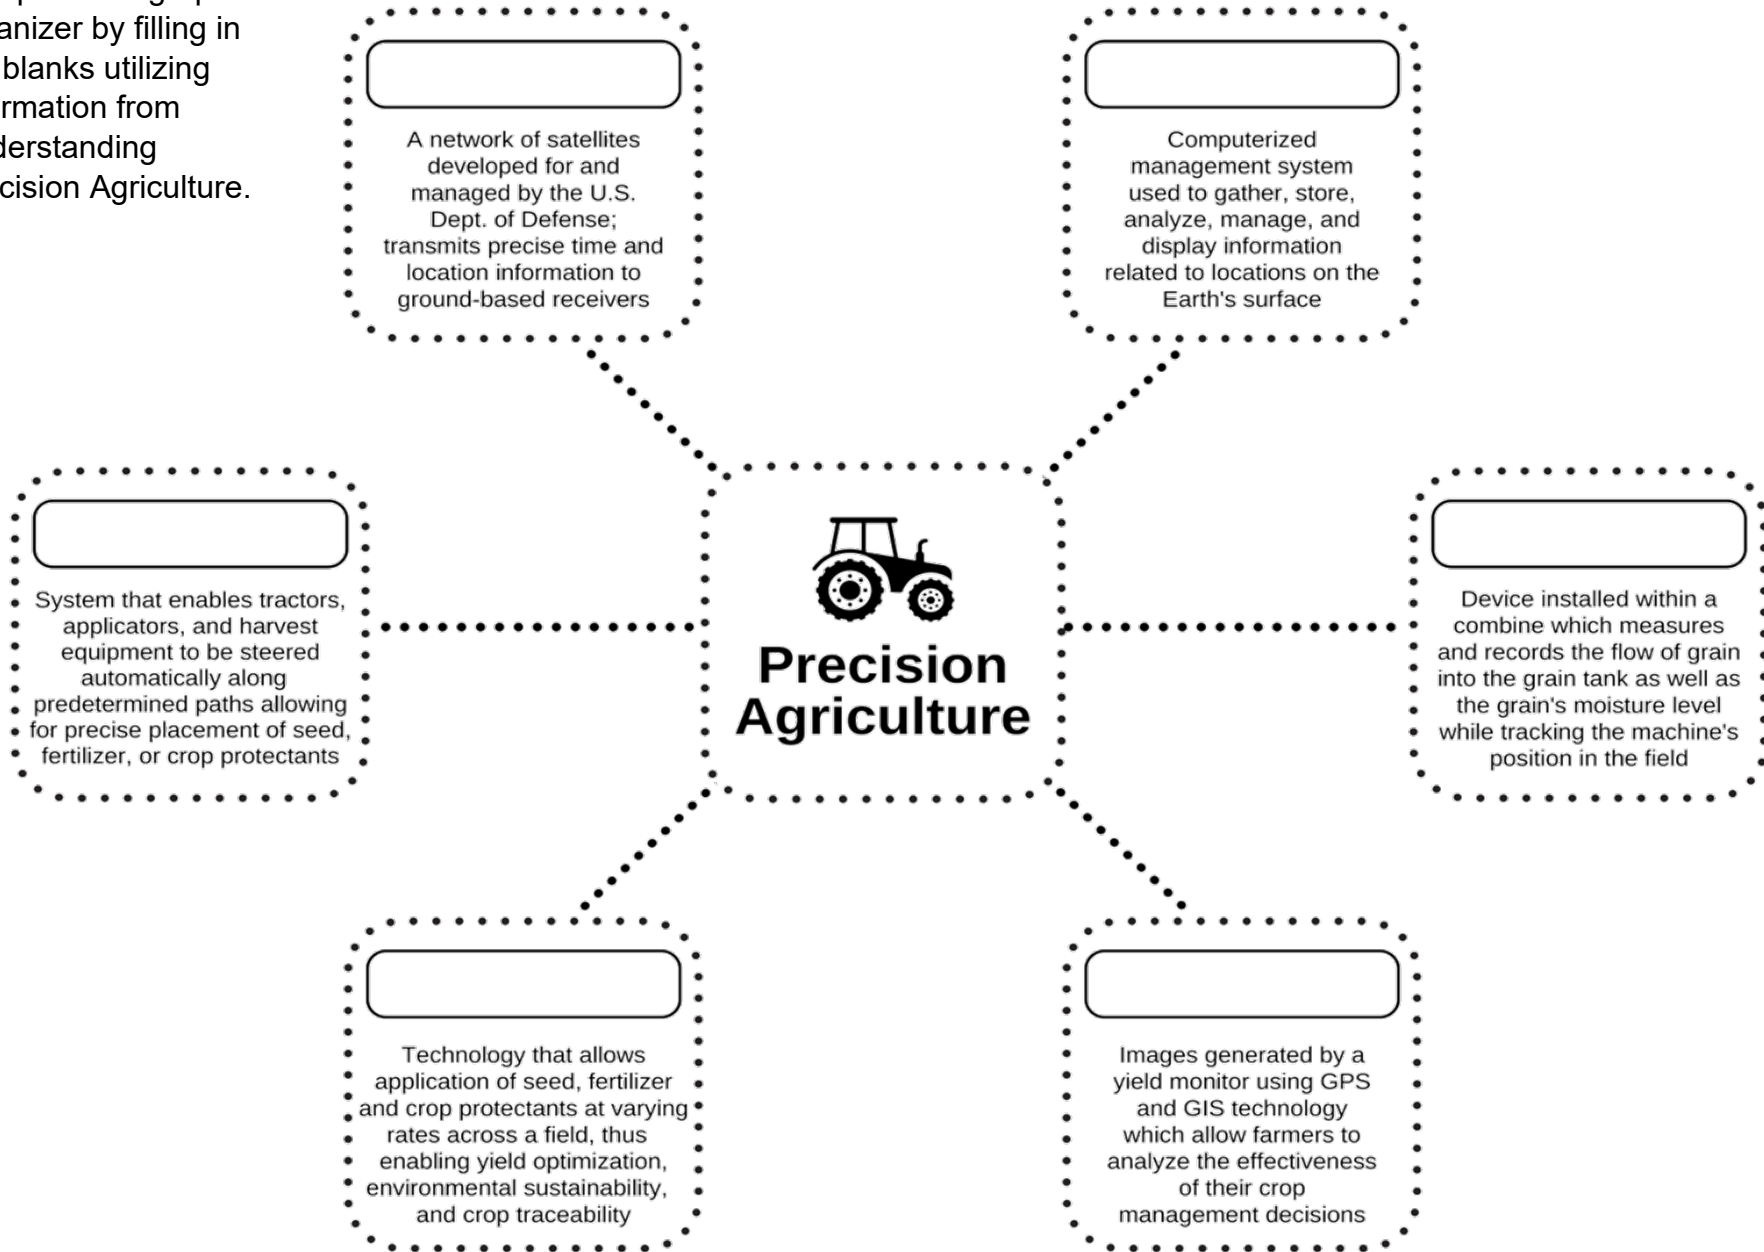 anizer by filling in
blanks utilizing
rmation from
derstanding
cision Agriculture.
A network of satellites
developed for and
managed by the U.S.
Dept. of Defense;
transmits precise time and
location information to
ground-based receivers
Computerized
management system
used to gather, store,
analyze, manage, and
display information
related to locations on the
Earth's surface
System that enables tractors,
applicators, and harvest
equipment to be steered
automatically along
predetermined paths allowing
for precise placement of seed,
fertilizer, or crop protectants
Precision
Agriculture
Device installed within a
combine which measures
and records the flow of grain
into the grain tank as well as
the grain's moisture level
while tracking the machine's
position in the field
Technology that allows
application of seed, fertilizer
and crop protectants at varying
rates across a field, thus
enabling yield optimization,
environmental sustainability,
and crop traceability
Images generated by a
yield monitor using GPS
and GIS technology
which allow farmers to
analyze the effectiveness
of their crop
management decisions